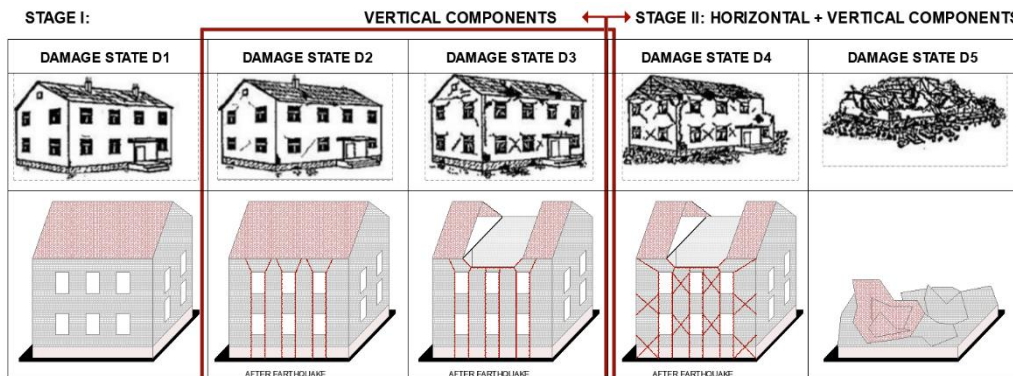 STAGE I:
VERTICAL COMPONENTS
STAGE II: HORIZONTAL + VERTICAL COMPONENTS
DAMAGE STATE D1
DAMAGE STATE D2
DAMAGE STATE D3
DAMAGE STATE D4
DAMAGE STATE D5
AFTER EARTHQUAKE
AFTER EARTHQUAKE
AFTER EARTHQUAKE